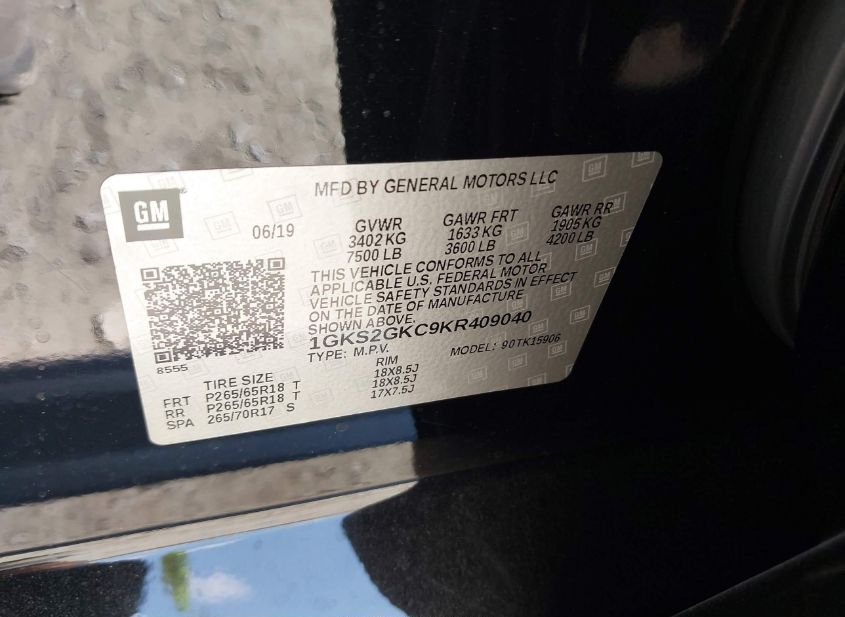 GM
MFD BY GENERAL MOTORS LLC
06/19
GVWR GAWR FRT GAWR RR
3402 KG 1633 KG 1905 KG
7500 LB 3600 LB 4200 LB
THIS VEHICLE CONFORMS TO ALL
APPLICABLE U.S. FEDERAL MOTOR
VEHICLE SAFETY STANDARDS IN EFFECT
ON THE DATE OF MANUFACTURE
SHOWN ABOVE.
1GKS2GKC9KR409040
TYPE: M.P.V. MODEL: 90TK15906
8555
TIRE SIZE RIM
FRT P265/65R18 T 18X8.5J
RR P265/65R18 T 18X8.5J
SPA 265/70R17 S 17X7.5J